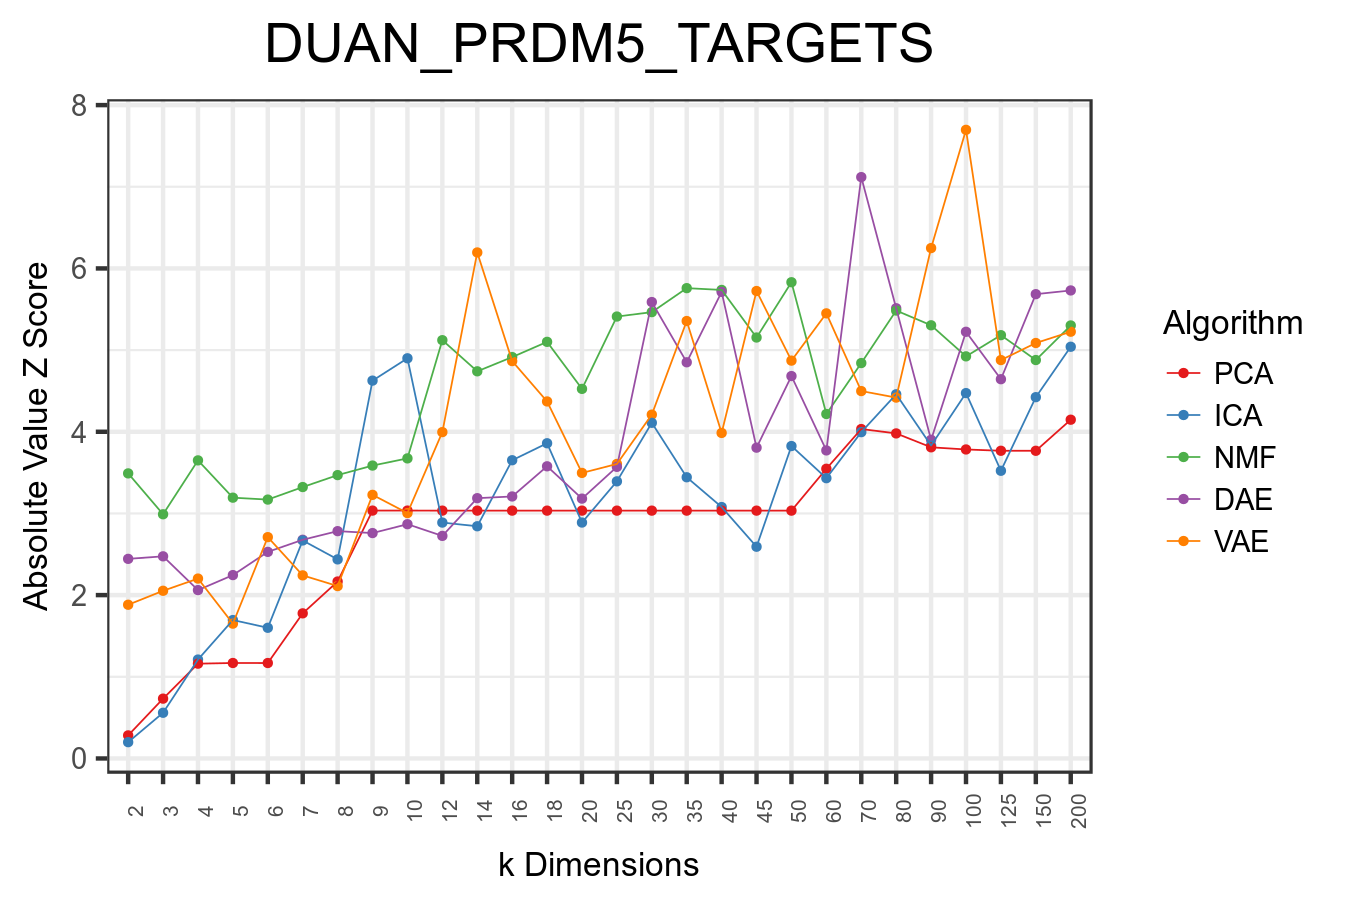 DUAN_PRDM5_TARGETS
Absolute Value Z Score
8
6
4
2
0
2 3 4 5 6 7 8 9 10 12 14 16 18 20 25 30 35 40 45 50 60 70 80 90 100 125 150 200
k Dimensions
Algorithm
PCA
ICA
NMF
DAE
VAE